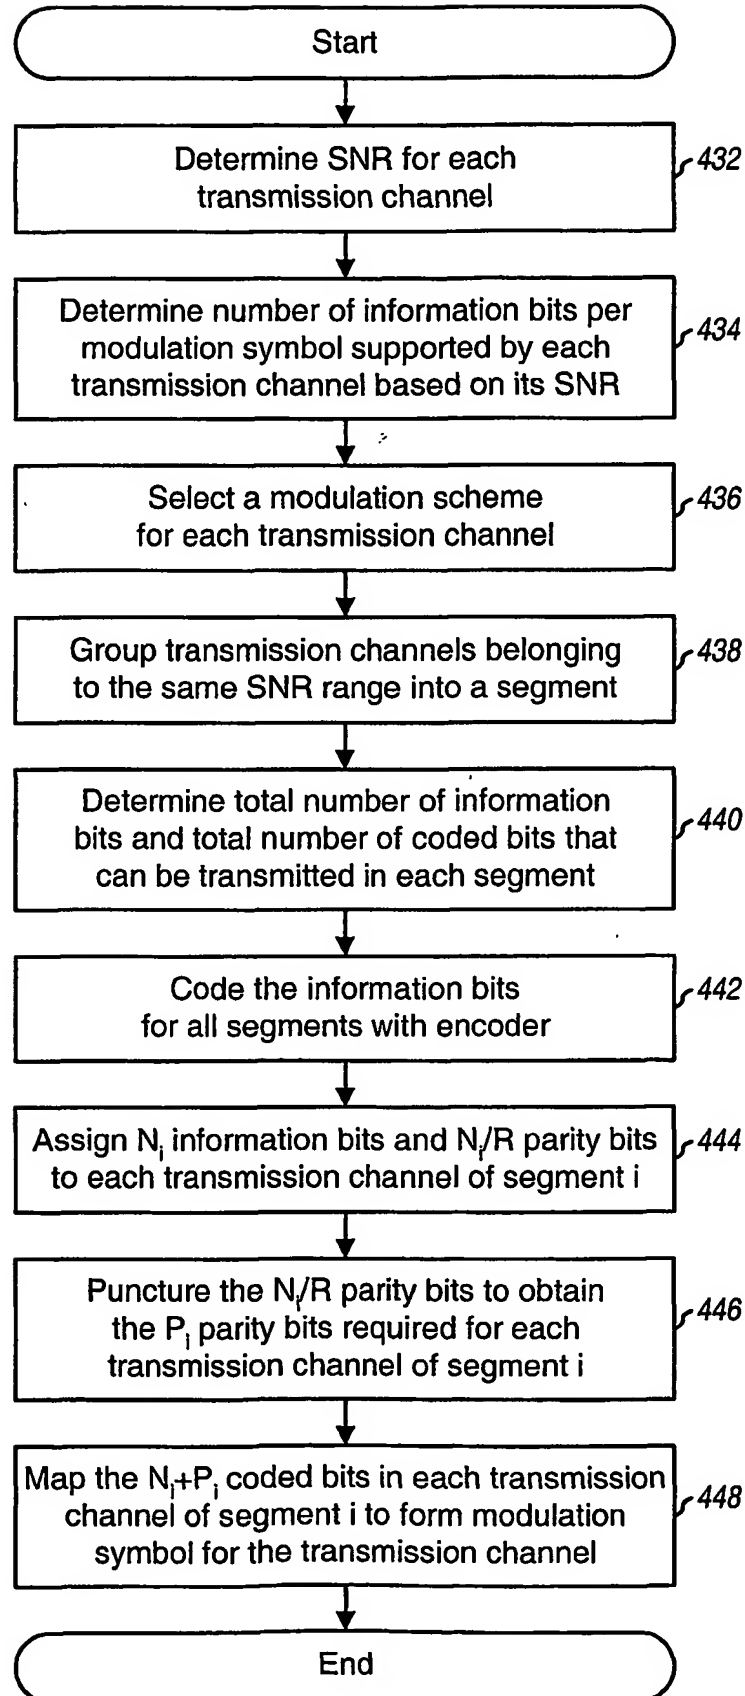 Start
Determine SNR for each
transmission channel
432
Determine number of information bits per
modulation symbol supported by each
transmission channel based on its SNR
434
Select a modulation scheme
for each transmission channel
436
Group transmission channels belonging
to the same SNR range into a segment
438
Determine total number of information
bits and total number of coded bits that
can be transmitted in each segment
440
Code the information bits
for all segments with encoder
442
Assign Ni information bits and Ni/R parity bits
to each transmission channel of segment i
444
Puncture the Ni/R parity bits to obtain
the Pi parity bits required for each
transmission channel of segment i
446
Map the Ni+Pi coded bits in each transmission
channel of segment i to form modulation
symbol for the transmission channel
448
End